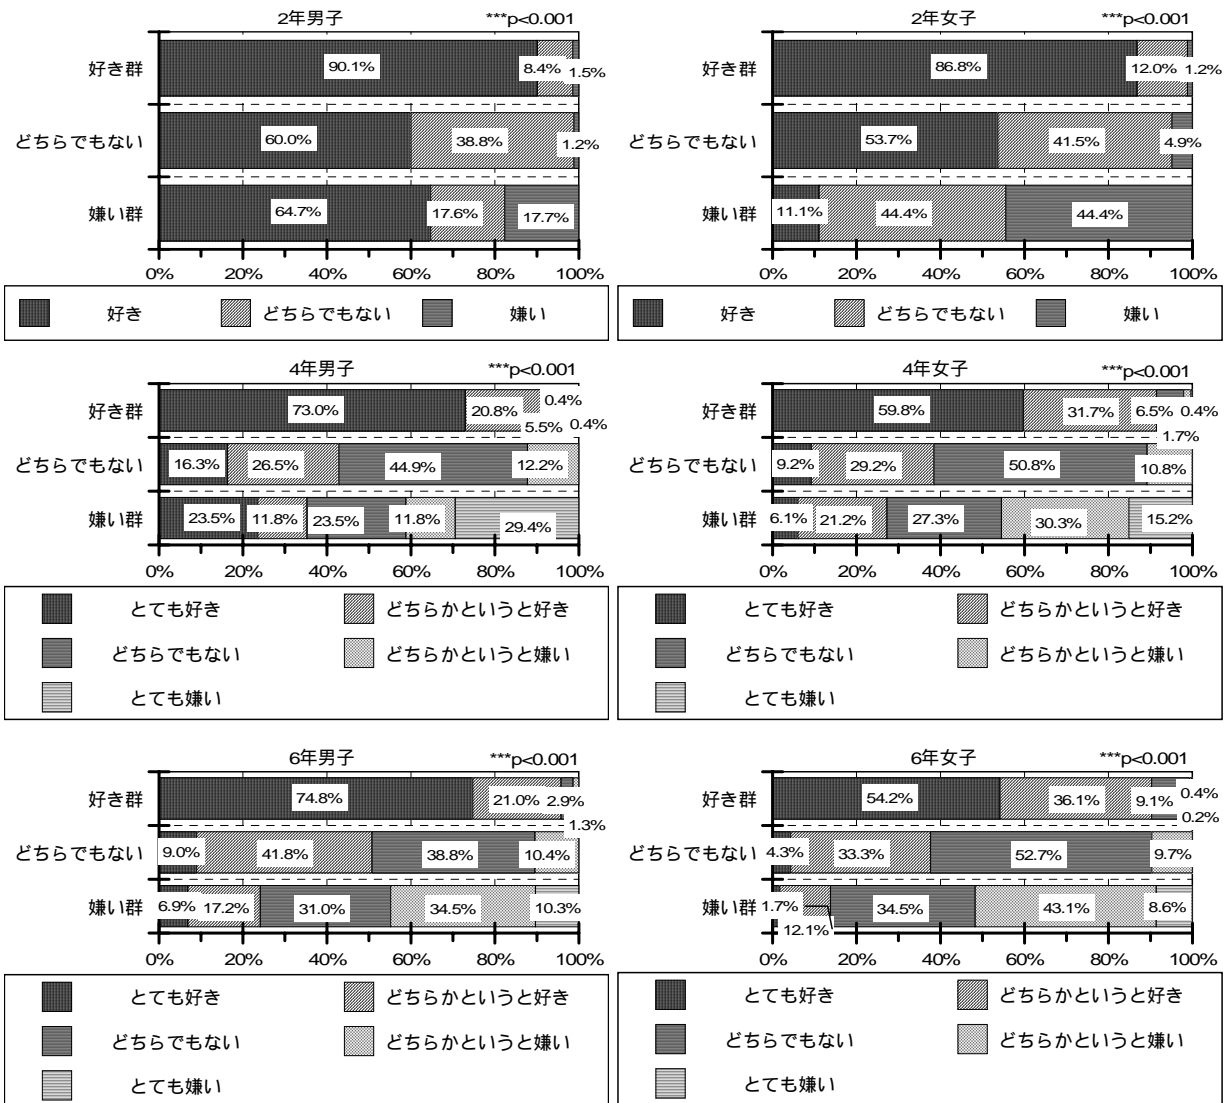 2年男子 ***p<0.001
好き群 90.1% 8.4% 1.5%
どちらでもない 60.0% 38.8% 1.2%
嫌い群 64.7% 17.6% 17.7%
0% 20% 40% 60% 80% 100%
好き どちらでもない 嫌い
2年女子 ***p<0.001
好き群 86.8% 12.0% 1.2%
どちらでもない 53.7% 41.5% 4.9%
嫌い群 11.1% 44.4% 44.4%
0% 20% 40% 60% 80% 100%
好き どちらでもない 嫌い
4年男子 ***p<0.001
好き群 73.0% 20.8% 5.5% 0.4% 0.4%
どちらでもない 16.3% 26.5% 44.9% 12.2%
嫌い群 23.5% 11.8% 23.5% 11.8% 29.4%
0% 20% 40% 60% 80% 100%
とても好き どちらかというと好き
どちらでもない どちらかというと嫌い
とても嫌い
4年女子 ***p<0.001
好き群 59.8% 31.7% 6.5% 1.7% 0.4%
どちらでもない 9.2% 29.2% 50.8% 10.8%
嫌い群 6.1% 21.2% 27.3% 30.3% 15.2%
0% 20% 40% 60% 80% 100%
とても好き どちらかというと好き
どちらでもない どちらかというと嫌い
とても嫌い
6年男子 ***p<0.001
好き群 74.8% 21.0% 2.9% 1.3%
どちらでもない 9.0% 41.8% 38.8% 10.4%
嫌い群 6.9% 17.2% 31.0% 34.5% 10.3%
0% 20% 40% 60% 80% 100%
とても好き どちらかというと好き
どちらでもない どちらかというと嫌い
とても嫌い
6年女子 ***p<0.001
好き群 54.2% 36.1% 9.1% 0.4% 0.2%
どちらでもない 4.3% 33.3% 52.7% 9.7%
嫌い群 1.7% 12.1% 34.5% 43.1% 8.6%
0% 20% 40% 60% 80% 100%
とても好き どちらかというと好き
どちらでもない どちらかというと嫌い
とても嫌い